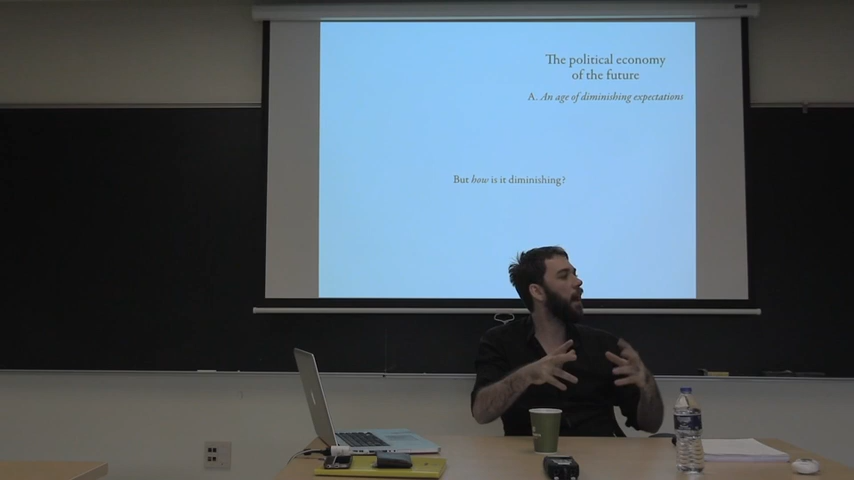 The political economy
of the future
A. An age of diminishing expectations
But how is it diminishing?